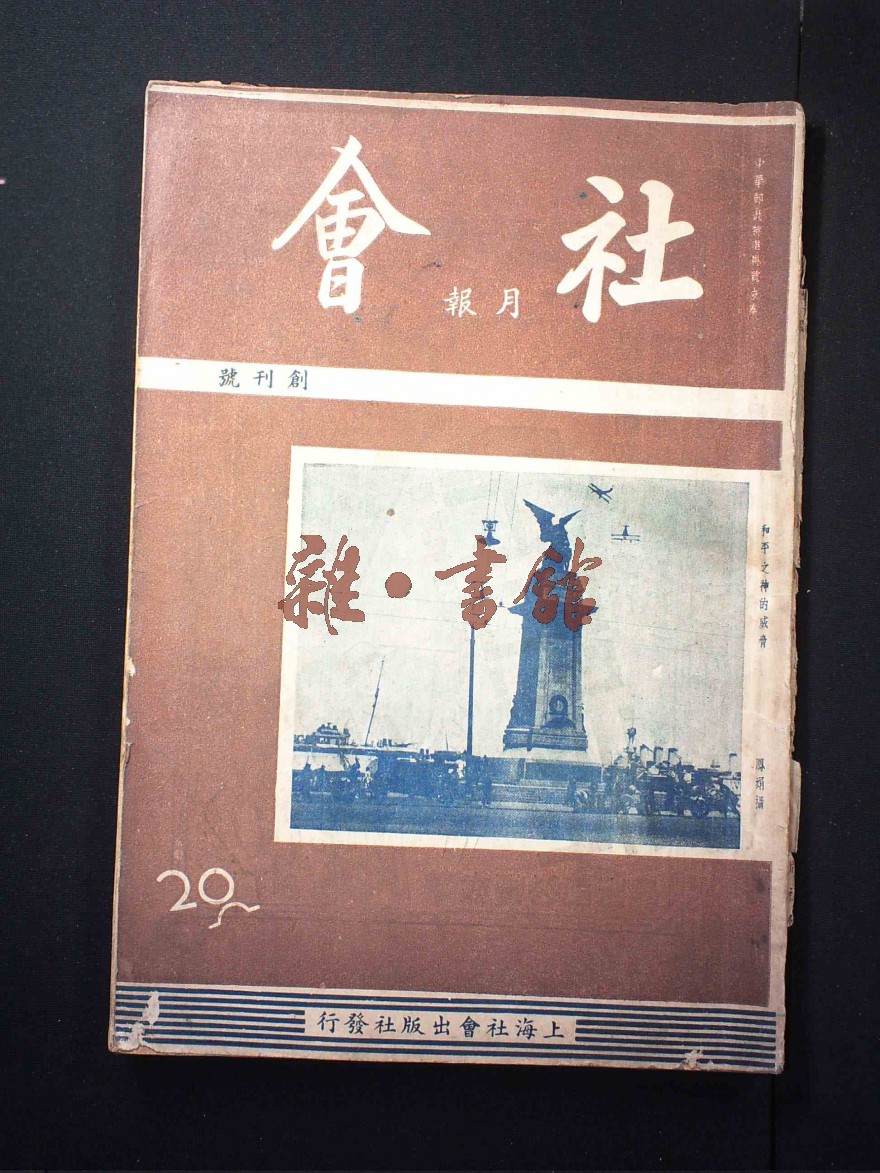 社會
月報
創刊號
和平之神的威脅
雜·書館
20
上海社會出版社發行